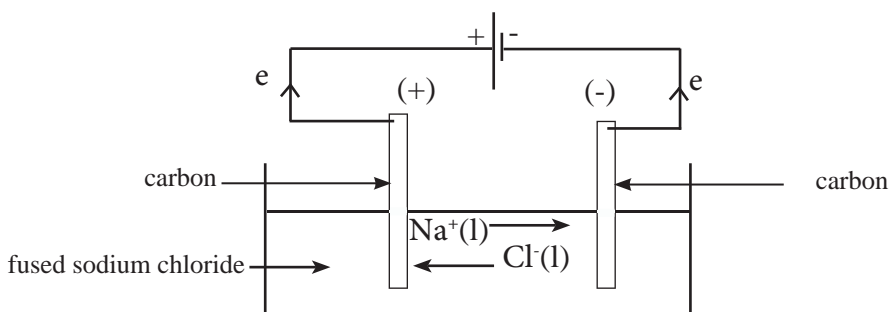 + -
e (+) (-) e
carbon carbon
Na⁺(l)
fused sodium chloride Cl⁻(l)